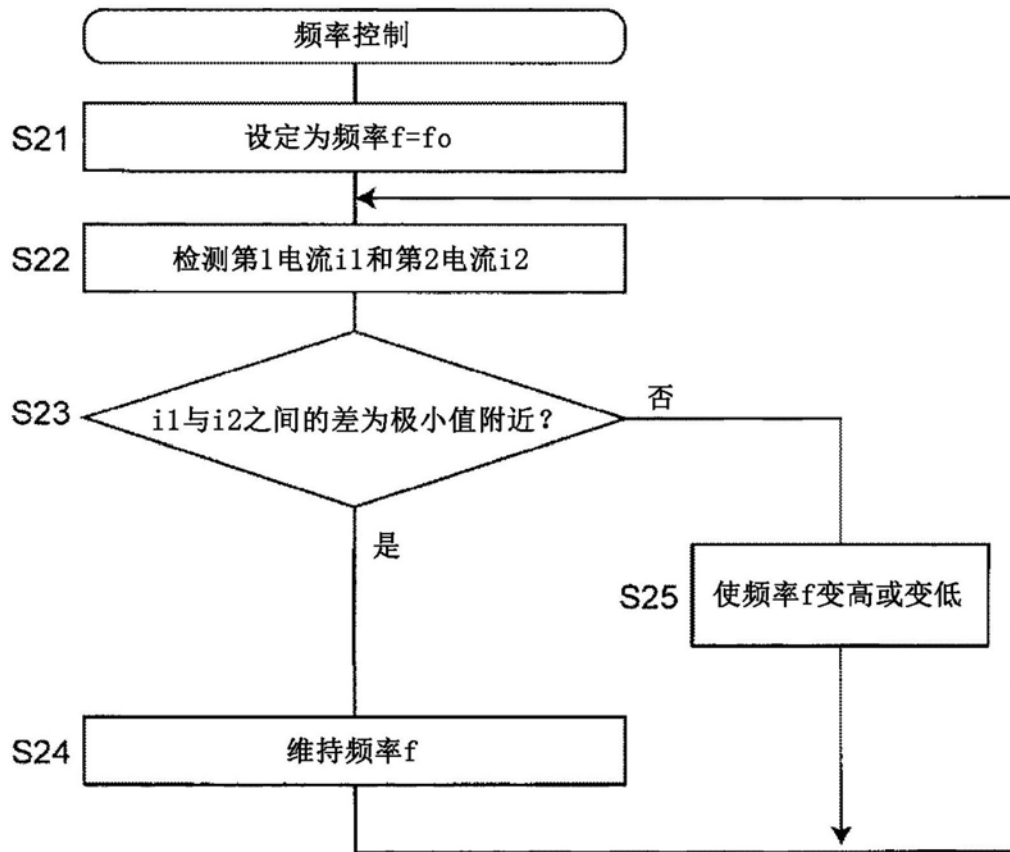 频率控制
S21
设定为频率f=fo
S22
检测第1电流i1和第2电流i2
S23
i1与i2之间的差为极小值附近？
否
是
S25
使频率f变高或变低
S24
维持频率f